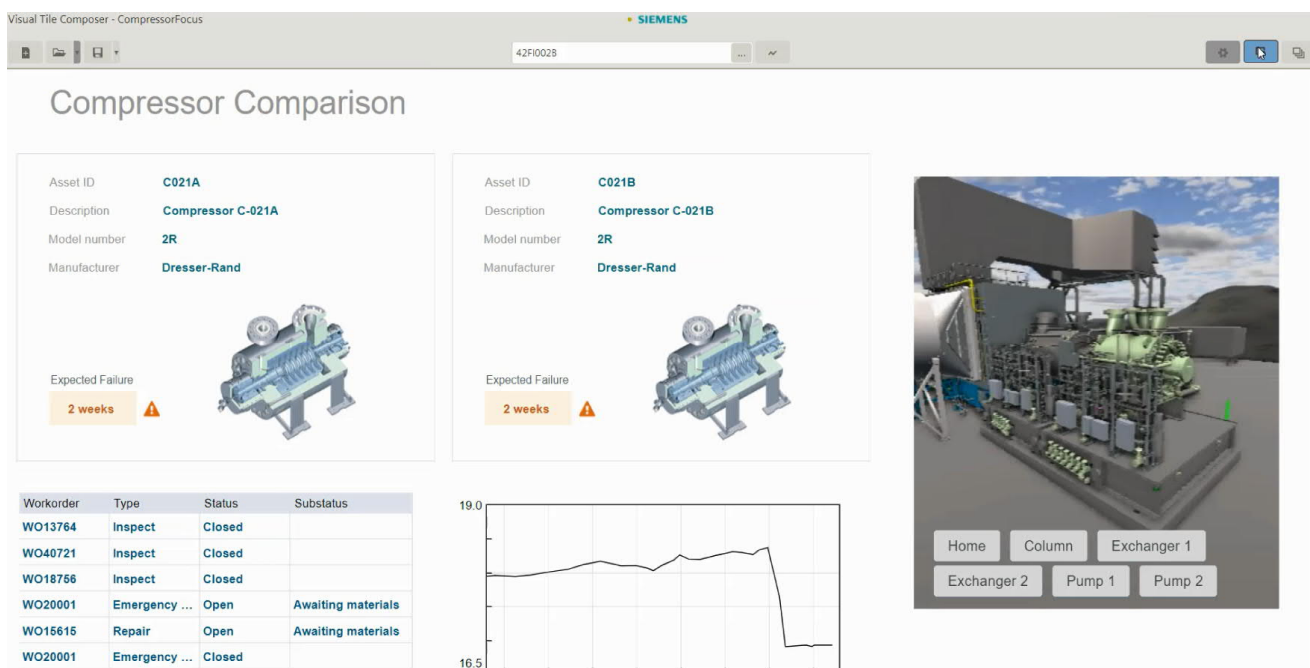 Visual Tile Composer - CompressorFocus
SIEMENS
42FI002B
...
Compressor Comparison
Asset ID C021A
Description Compressor C-021A
Model number 2R
Manufacturer Dresser-Rand
Expected Failure
2 weeks
Asset ID C021B
Description Compressor C-021B
Model number 2R
Manufacturer Dresser-Rand
Expected Failure
2 weeks
Home Column Exchanger 1
Exchanger 2 Pump 1 Pump 2
Workorder Type Status Substatus
WO13764 Inspect Closed
WO40721 Inspect Closed
WO18756 Inspect Closed
WO20001 Emergency ... Open Awaiting materials
WO15615 Repair Open Awaiting materials
WO20001 Emergency ... Closed
19.0
16.5